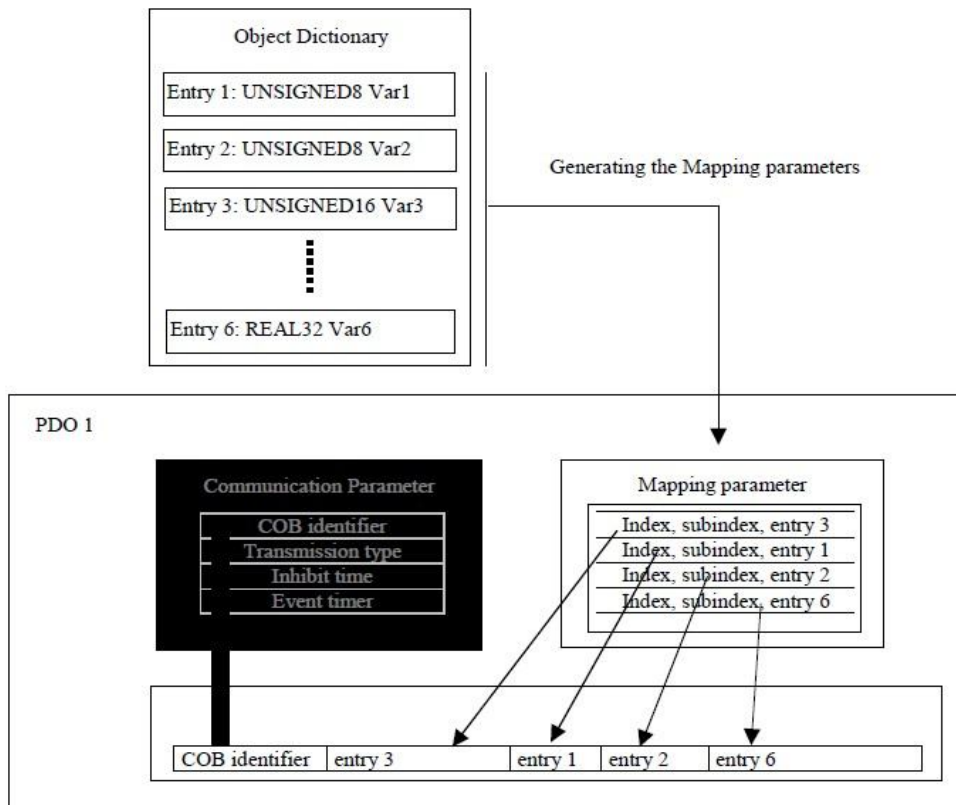 Object Dictionary
Entry 1: UNSIGNED8 Var1
Entry 2: UNSIGNED8 Var2
Entry 3: UNSIGNED16 Var3
Entry 6: REAL32 Var6
Generating the Mapping parameters
PDO 1
Communication Parameter
COB identifier
Transmission type
Inhibit time
Event timer
Mapping parameter
Index, subindex, entry 3
Index, subindex, entry 1
Index, subindex, entry 2
Index, subindex, entry 6
COB identifier entry 3 entry 1 entry 2 entry 6